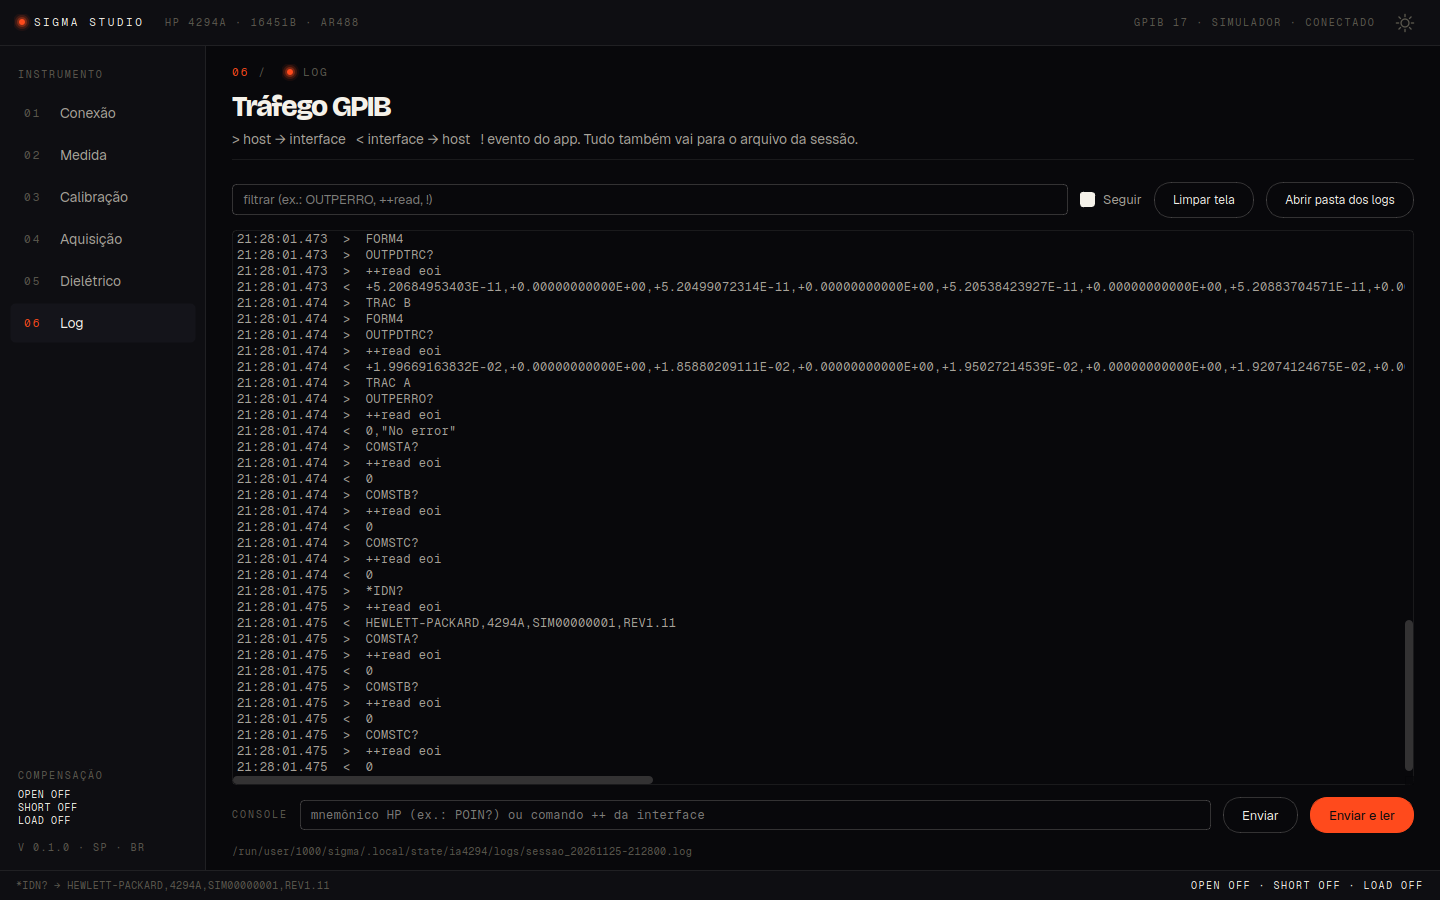 SIGMA STUDIO HP 4294A · 16451B · AR488 GPIB 17 · SIMULADOR · CONECTADO
INSTRUMENTO
01 Conexão
02 Medida
03 Calibração
04 Aquisição
05 Dielétrico
06 Log
COMPENSAÇÃO
OPEN OFF
SHORT OFF
LOAD OFF
V 0.1.0 · SP · BR
06 / LOG
Tráfego GPIB
> host → interface < interface → host ! evento do app. Tudo também vai para o arquivo da sessão.
filtrar (ex.: OUTPERRO, ++read, !) Seguir Limpar tela Abrir pasta dos logs
21:28:01.473 > FORM4
21:28:01.473 > OUTPDTRC?
21:28:01.473 > ++read eoi
21:28:01.473 < +5.20684953403E-11,+0.00000000000E+00,+5.20499072314E-11,+0.00000000000E+00,+5.20538423927E-11,+0.00000000000E+00,+5.20883704571E-11,+0.0
21:28:01.474 > TRAC B
21:28:01.474 > FORM4
21:28:01.474 > OUTPDTRC?
21:28:01.474 > ++read eoi
21:28:01.474 < +1.99669163832E-02,+0.00000000000E+00,+1.85880209111E-02,+0.00000000000E+00,+1.95027214539E-02,+0.00000000000E+00,+1.92074124675E-02,+0.0
21:28:01.474 > TRAC A
21:28:01.474 > OUTPERRO?
21:28:01.474 > ++read eoi
21:28:01.474 < 0,"No error"
21:28:01.474 > COMSTA?
21:28:01.474 > ++read eoi
21:28:01.474 < 0
21:28:01.474 > COMSTB?
21:28:01.474 > ++read eoi
21:28:01.474 < 0
21:28:01.474 > COMSTC?
21:28:01.474 > ++read eoi
21:28:01.474 < 0
21:28:01.475 > *IDN?
21:28:01.475 > ++read eoi
21:28:01.475 < HEWLETT-PACKARD,4294A,SIM00000001,REV1.11
21:28:01.475 > COMSTA?
21:28:01.475 > ++read eoi
21:28:01.475 < 0
21:28:01.475 > COMSTB?
21:28:01.475 > ++read eoi
21:28:01.475 < 0
21:28:01.475 > COMSTC?
21:28:01.475 > ++read eoi
21:28:01.475 < 0
CONSOLE mnemônico HP (ex.: POIN?) ou comando ++ da interface Enviar Enviar e ler
/run/user/1000/sigma/.local/state/ia4294/logs/sessao_20261125-212800.log
*IDN? → HEWLETT-PACKARD,4294A,SIM00000001,REV1.11 OPEN OFF · SHORT OFF · LOAD OFF